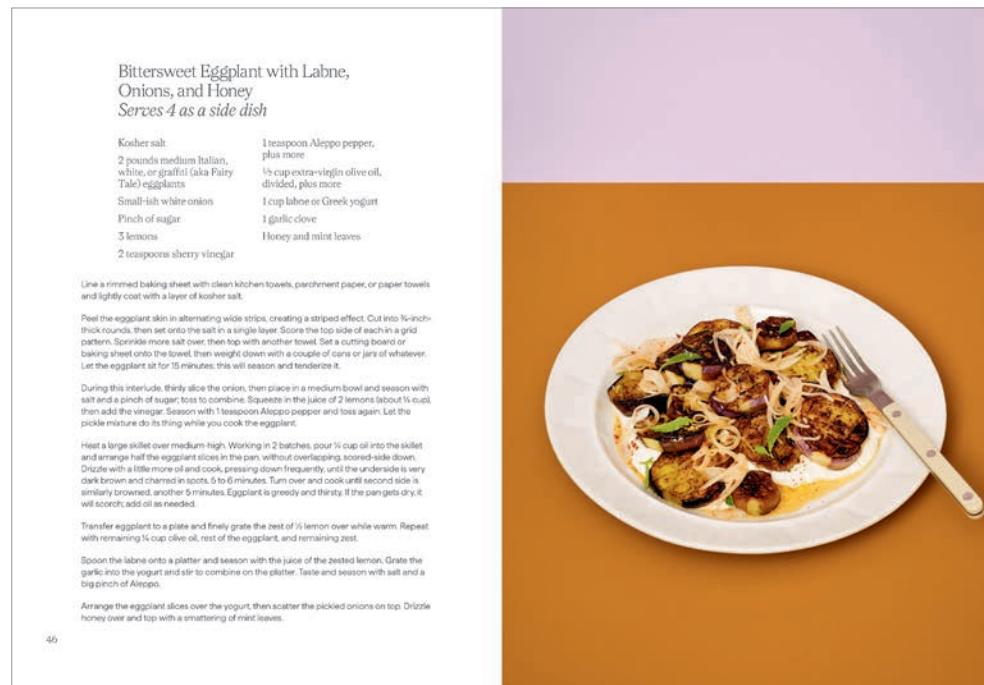 Bittersweet Eggplant with Labne,
Onions, and Honey
Serves 4 as a side dish
Kosher salt
2 pounds medium Italian,
white, or graffiti (aka Fairy
Tale) eggplants
Small-ish white onion
Pinch of sugar
3 lemons
2 teaspoons sherry vinegar
1 teaspoon Aleppo pepper,
plus more
½ cup extra-virgin olive oil,
divided, plus more
1 cup labne or Greek yogurt
1 garlic clove
Honey and mint leaves
Line a rimmed baking sheet with clean kitchen towels, parchment paper, or paper towels
and lightly coat with a layer of kosher salt.
Peel the eggplant skin in alternating wide strips, creating a striped effect. Cut into ¾-inch-
thick rounds, then set onto the salt in a single layer. Score the top side of each in a grid
pattern. Sprinkle more salt over, then top with another towel. Set a cutting board or
baking sheet onto the towel, then weight down with a couple of cans or jars of whatever.
Let the eggplant sit for 15 minutes; this will season and tenderize it.
During this interlude, thinly slice the onion, then place in a medium bowl and season with
salt and a pinch of sugar; toss to combine. Squeeze in the juice of 2 lemons (about cup),
then add the vinegar. Season with 1 teaspoon Aleppo pepper and toss again. Let the
pickle mixture do its thing while you cook the eggplant.
Heat a large skillet over medium-high. Working in 2 batches, pour ¼ cup oil into the skillet
and arrange half the eggplant slices in the pan, without overlapping, scored-side down.
Drizzle with a little more oil and cook, pressing down frequently, until the underside is very
dark brown and charred in spots, 5 to 6 minutes. Turn over and cook until second side is
similarly browned, another 5 minutes. Eggplant is greedy and thirsty. If the pan gets dry, it
will scorch; add oil as needed.
Transfer eggplant to a plate and finely grate the zest of ½ lemon over while warm. Repeat
with remaining ¼ cup olive oil, rest of the eggplant, and remaining zest.
Spoon the labne onto a platter and season with the juice of the zested lemon. Grate the
garlic into the yogurt and stir to combine on the platter. Taste and season with salt and a
big pinch of Aleppo.
Arrange the eggplant slices over the yogurt, then scatter the pickled onions on top. Drizzle
honey over and top with a smattering of mint leaves.
46